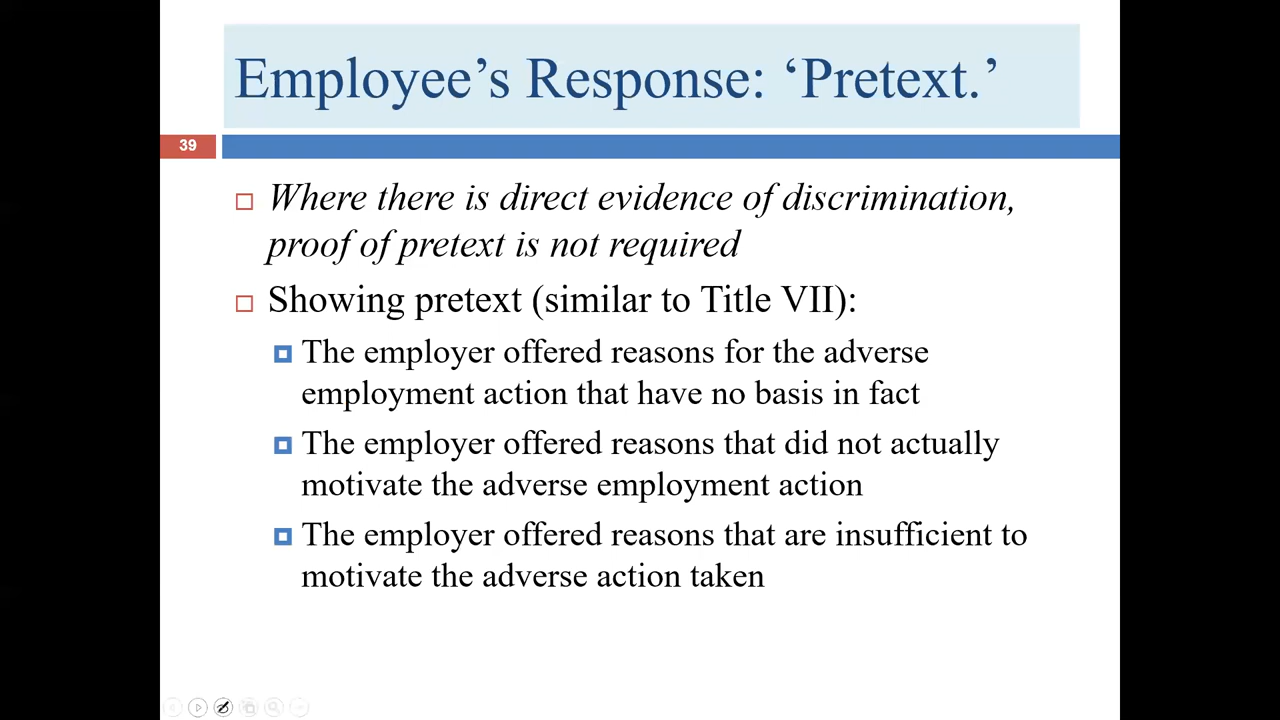 Employee’s Response: ‘Pretext.’
39
Where there is direct evidence of discrimination,
proof of pretext is not required
Showing pretext (similar to Title VII):
The employer offered reasons for the adverse
employment action that have no basis in fact
The employer offered reasons that did not actually
motivate the adverse employment action
The employer offered reasons that are insufficient to
motivate the adverse action taken